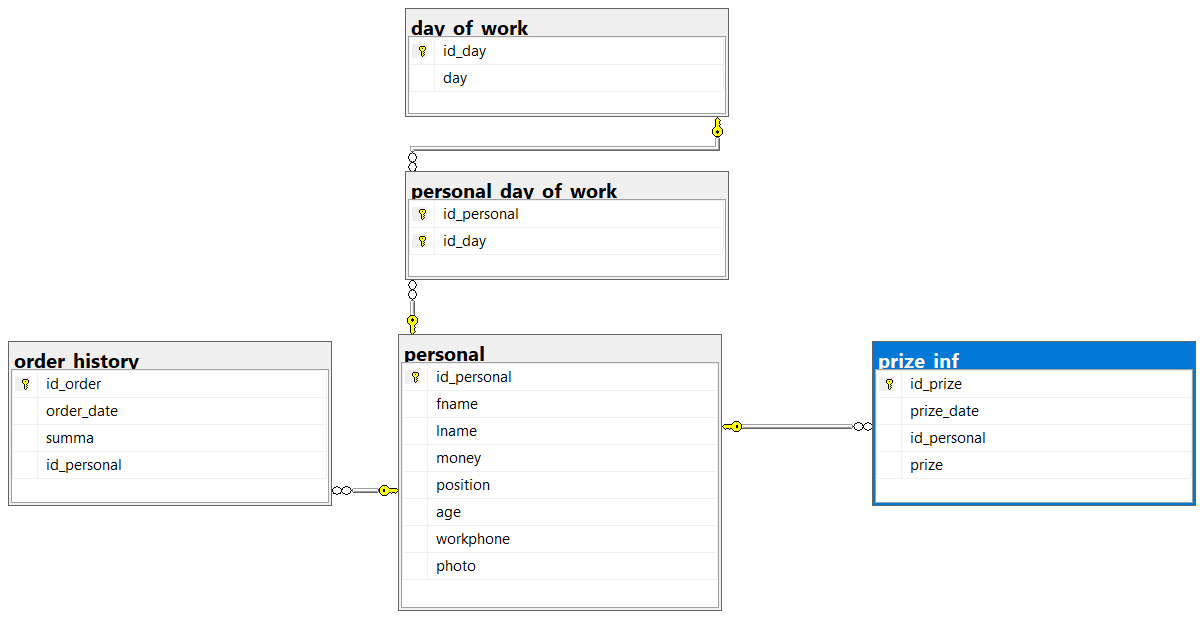 day_of_work
id_day
day
personal_day_of_work
id_personal
id_day
order_history
id_order
order_date
summa
id_personal
personal
id_personal
fname
lname
money
position
age
workphone
photo
prize_inf
id_prize
prize_date
id_personal
prize